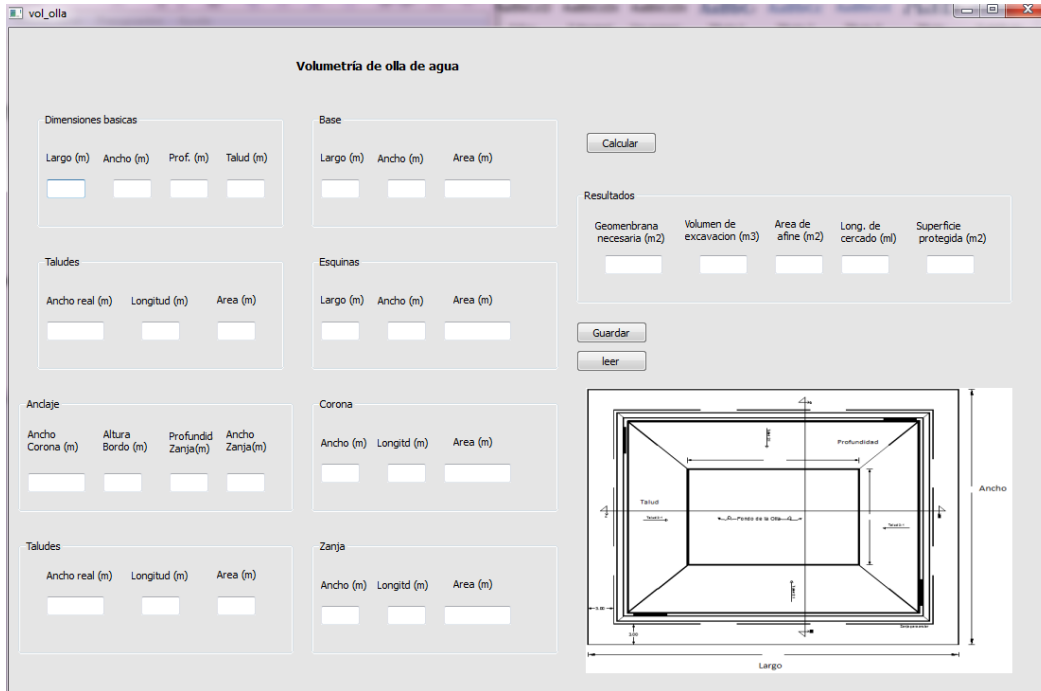 vol_olla
Volumetría de olla de agua
Dimensiones basicas
Largo (m) Ancho (m) Prof. (m) Talud (m)
Base
Largo (m) Ancho (m) Area (m)
Calcular
Resultados
Geomenbrana necesaria (m2)
Volumen de excavacion (m3)
Area de afine (m2)
Long. de cercado (ml)
Superficie protegida (m2)
Taludes
Ancho real (m) Longitud (m) Area (m)
Esquinas
Largo (m) Ancho (m) Area (m)
Guardar
leer
Anclaje
Ancho Corona (m)
Altura Bordo (m)
Profundid Zanja(m)
Ancho Zanja(m)
Corona
Ancho (m) Longitd (m) Area (m)
Taludes
Ancho real (m) Longitud (m) Area (m)
Zanja
Ancho (m) Longitd (m) Area (m)
Profundidad
Talud
Fondo de la Olla
Ancho
Largo